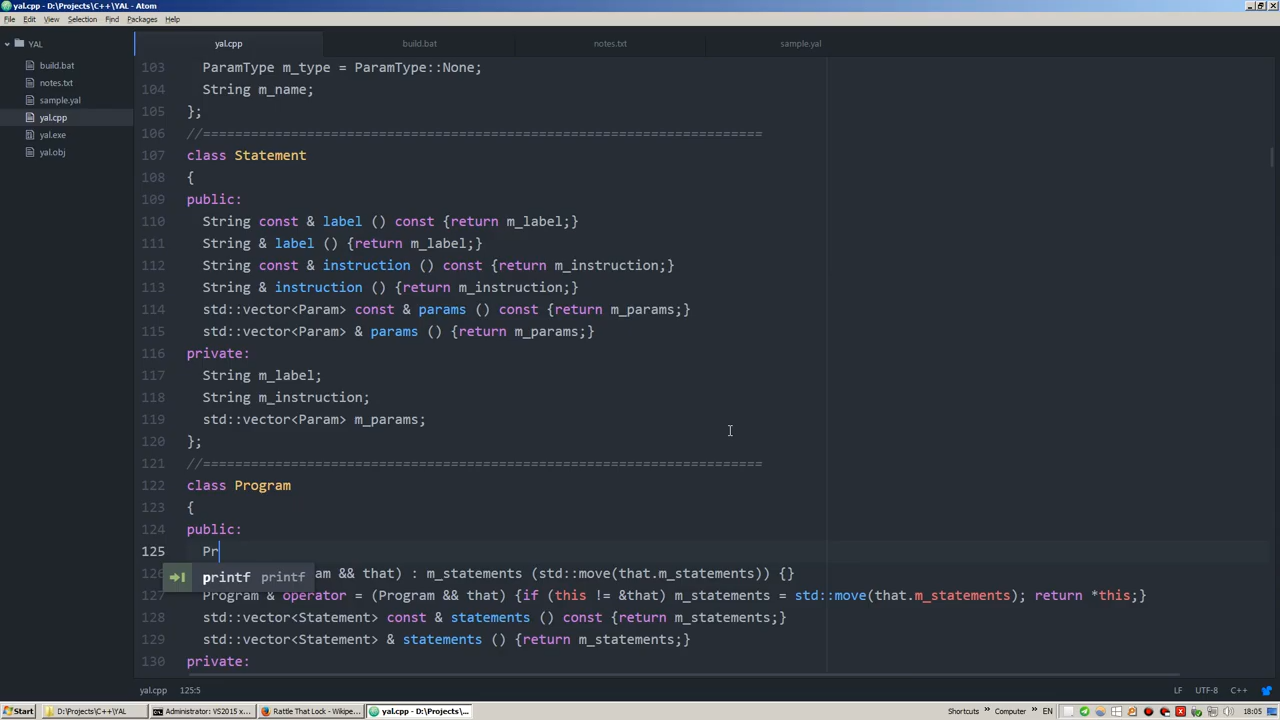 yal.cpp - D:\Projects\C++\YAL - Atom
File Edit View Selection Find Packages Help
YAL
build.bat
notes.txt
sample.yal
yal.cpp
yal.exe
yal.obj
yal.cpp build.bat notes.txt sample.yal
103 ParamType m_type = ParamType::None;
104 String m_name;
105 };
106 //======================================================================
107 class Statement
108 {
109 public:
110 String const & label () const {return m_label;}
111 String & label () {return m_label;}
112 String const & instruction () const {return m_instruction;}
113 String & instruction () {return m_instruction;}
114 std::vector<Param> const & params () const {return m_params;}
115 std::vector<Param> & params () {return m_params;}
116 private:
117 String m_label;
118 String m_instruction;
119 std::vector<Param> m_params;
120 };
121 //======================================================================
122 class Program
123 {
124 public:
125 Pr
126 am && that) : m_statements (std::move(that.m_statements)) {}
printf printf
127 Program & operator = (Program && that) {if (this != &that) m_statements = std::move(that.m_statements); return *this;}
128 std::vector<Statement> const & statements () const {return m_statements;}
129 std::vector<Statement> & statements () {return m_statements;}
130 private:
yal.cpp 125:5 LF UTF-8 C++
Start D:\Projects\C++\YAL Administrator: VS2015 x... Rattle That Lock - Wikipe... yal.cpp - D:\Projects\... Shortcuts » Computer » EN 18:05